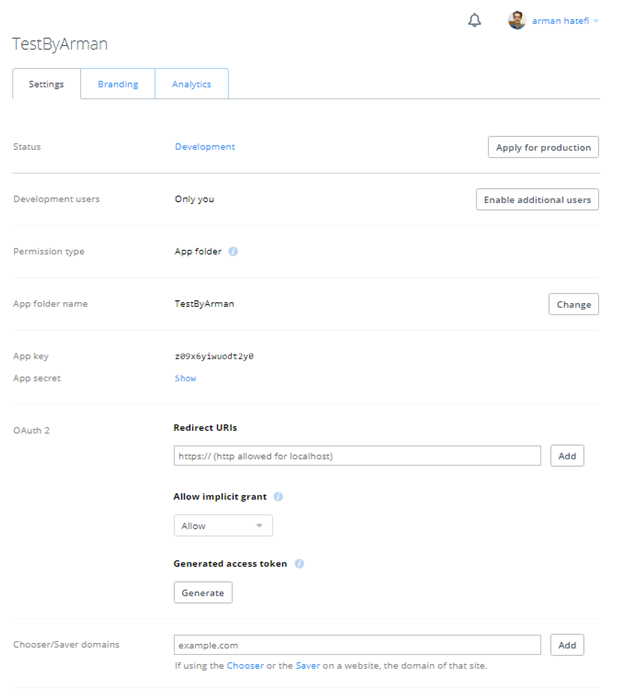 arman hatefi
TestByArman
Settings Branding Analytics
Status Development Apply for production
Development users Only you Enable additional users
Permission type App folder i
App folder name TestByArman Change
App key z09x6yiwuodt2y0
App secret Show
OAuth 2 Redirect URIs
https:// (http allowed for localhost) Add
Allow implicit grant i
Allow
Generated access token i
Generate
Chooser/Saver domains example.com Add
If using the Chooser or the Saver on a website, the domain of that site.